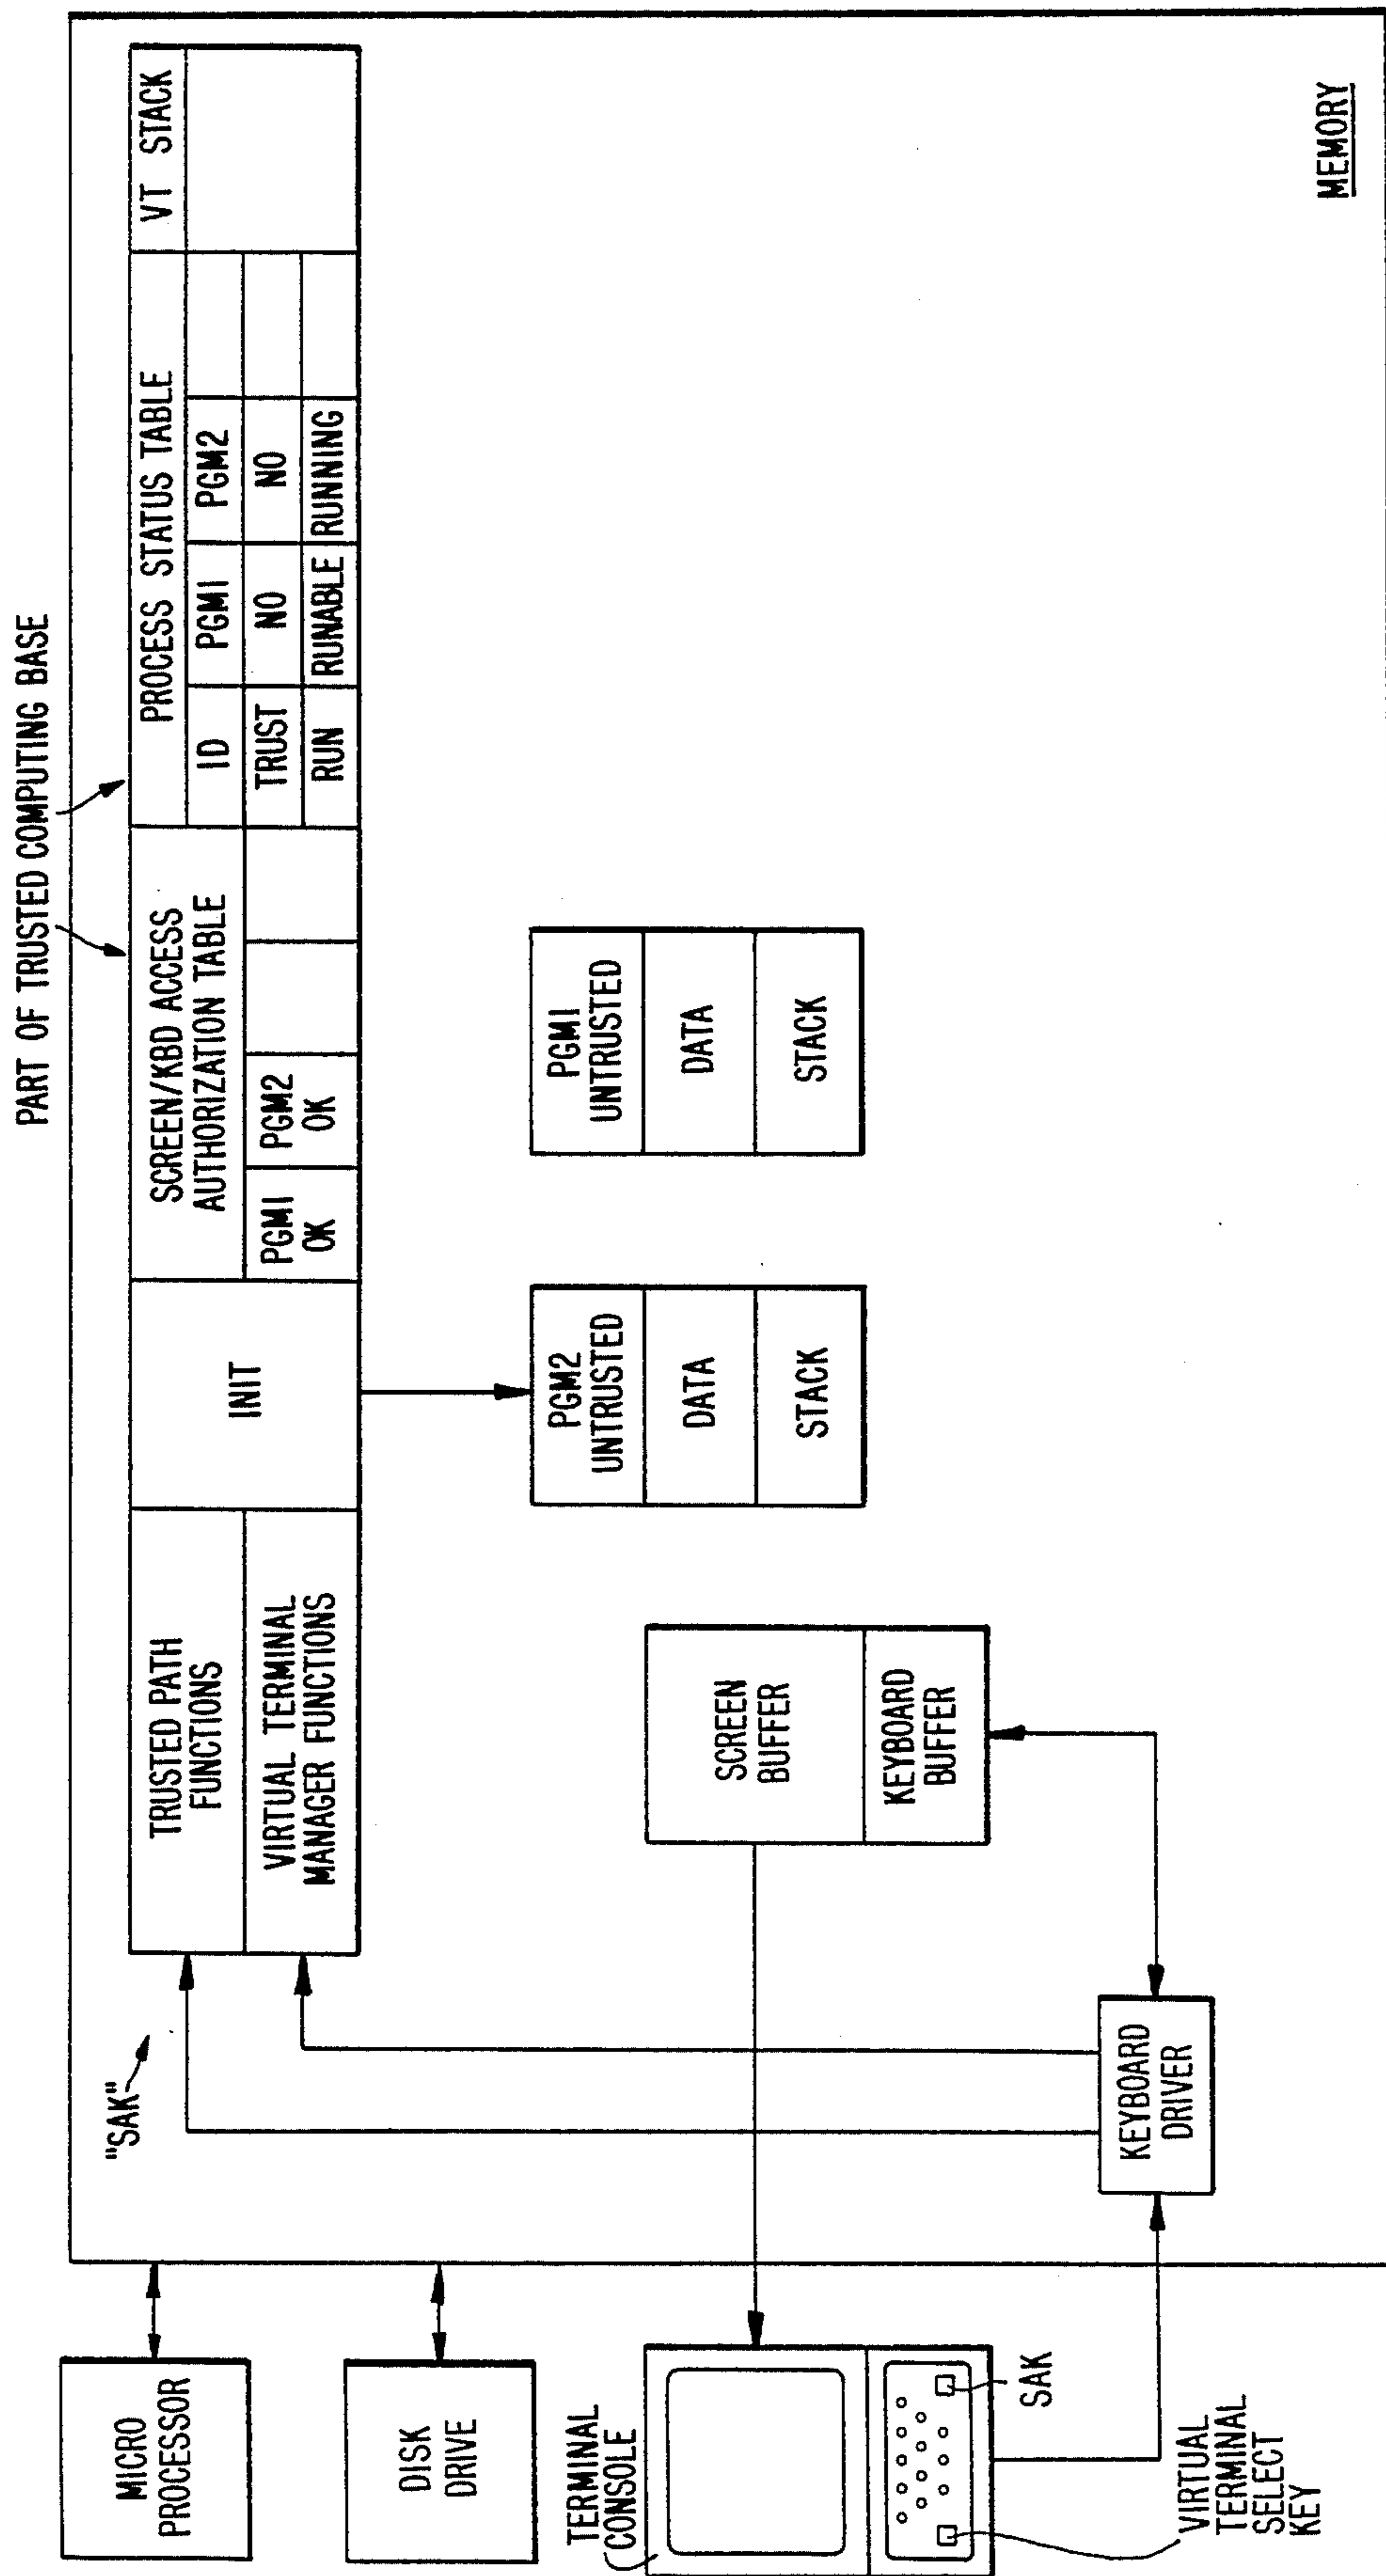 PART OF TRUSTED COMPUTING BASE
"SAK"
TRUSTED PATH
FUNCTIONS
VIRTUAL TERMINAL
MANAGER FUNCTIONS
INIT
SCREEN/KBD ACCESS
AUTHORIZATION TABLE
PGM1
OK
PGM2
OK
PROCESS STATUS TABLE
ID
PGM1
PGM2
TRUST
NO
NO
RUN
RUNABLE
RUNNING
VT STACK
MICRO
PROCESSOR
DISK
DRIVE
TERMINAL
CONSOLE
SAK
VIRTUAL
TERMINAL
SELECT
KEY
SCREEN
BUFFER
KEYBOARD
BUFFER
KEYBOARD
DRIVER
PGM2
UNTRUSTED
DATA
STACK
PGM1
UNTRUSTED
DATA
STACK
MEMORY